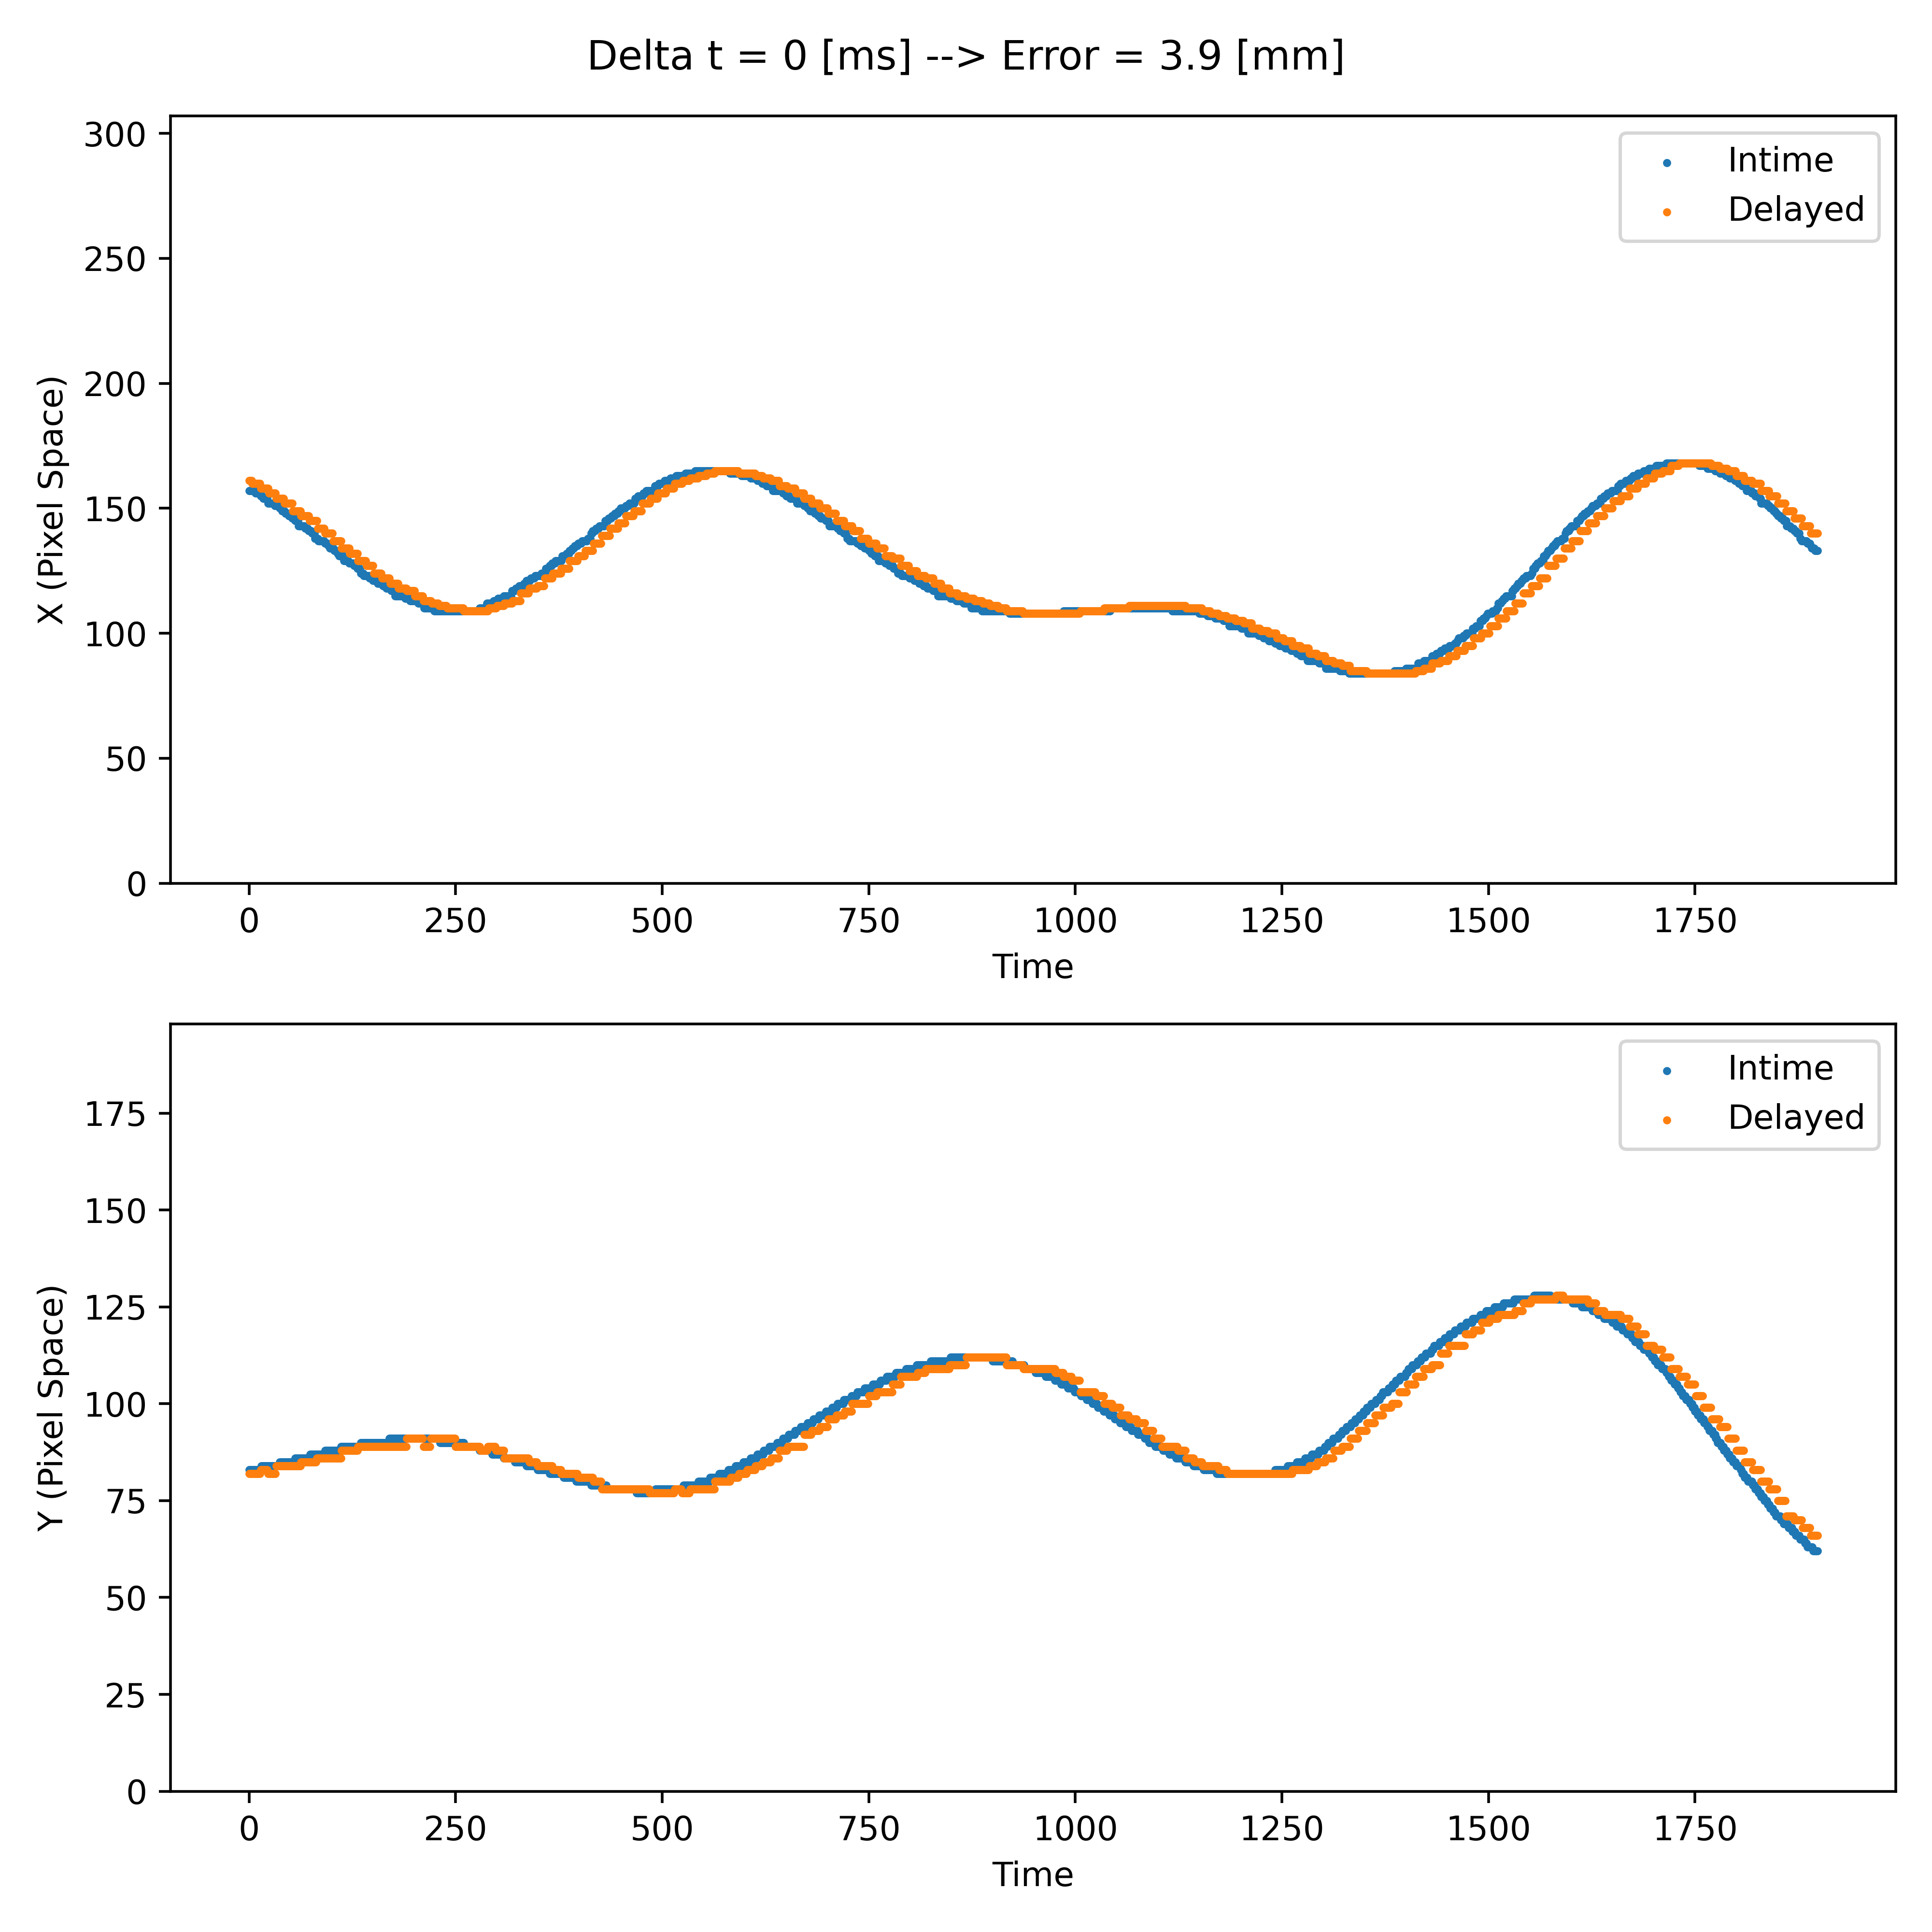 Delta t = 0 [ms] --> Error = 3.9 [mm]
300
250
200
150
100
50
0
X (Pixel Space)
Intime
Delayed
0 250 500 750 1000 1250 1500 1750
Time
175
150
125
100
75
50
25
0
Y (Pixel Space)
Intime
Delayed
0 250 500 750 1000 1250 1500 1750
Time